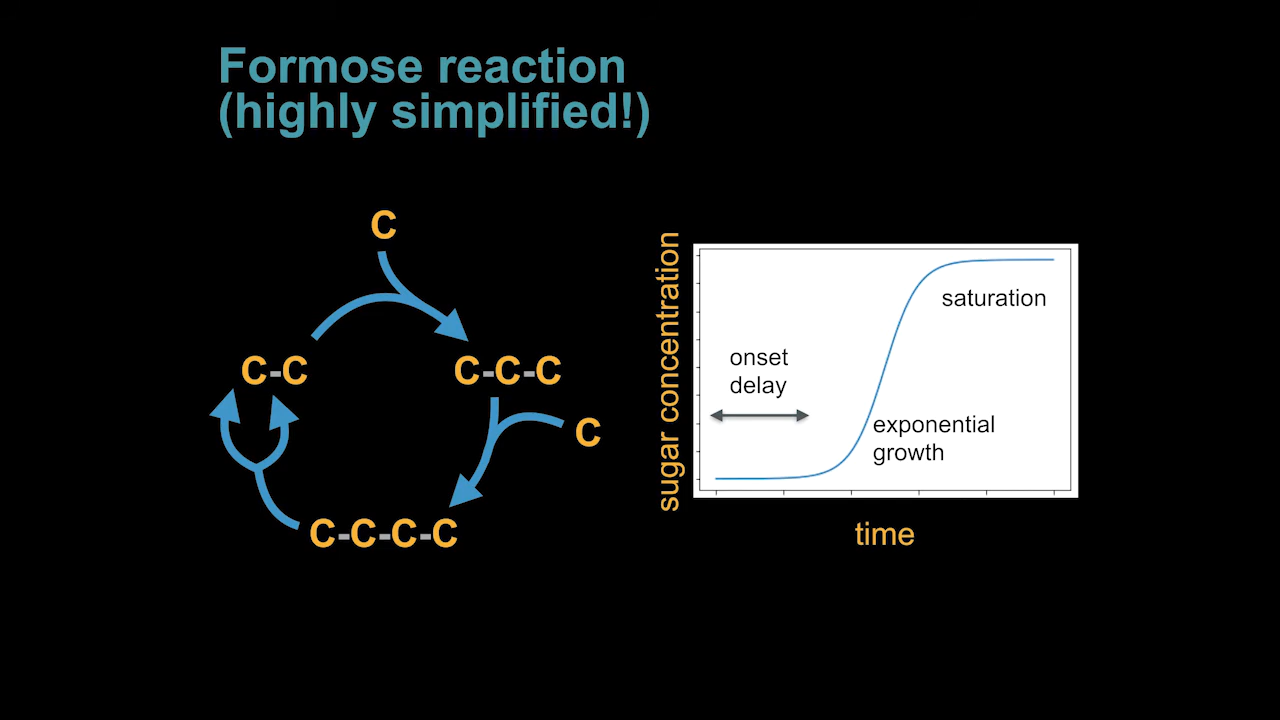 Formose reaction
(highly simplified!)
C
C-C
C-C-C
C
C-C-C-C
sugar concentration
saturation
onset
delay
exponential
growth
time